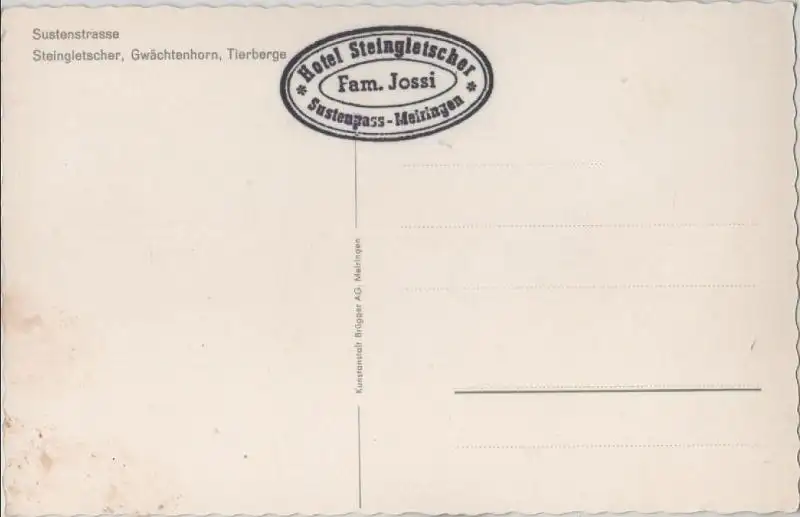 Sustenstrasse
Steingletscher, Gwächtenhorn, Tierberge
* Hotel Steingletscher *
Fam. Jossi
Sustenpass-Meiringen
Kunstanstalt Brügger AG, Meiringen